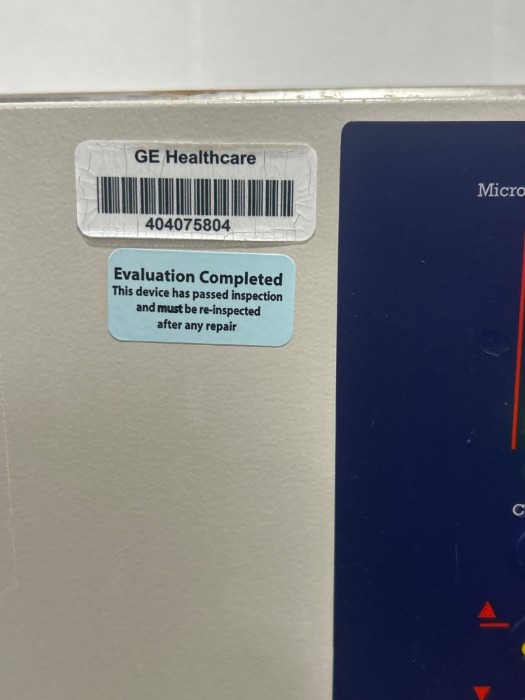 GE Healthcare
404075804
Evaluation Completed
This device has passed inspection
and must be re-inspected
after any repair
Micro
C